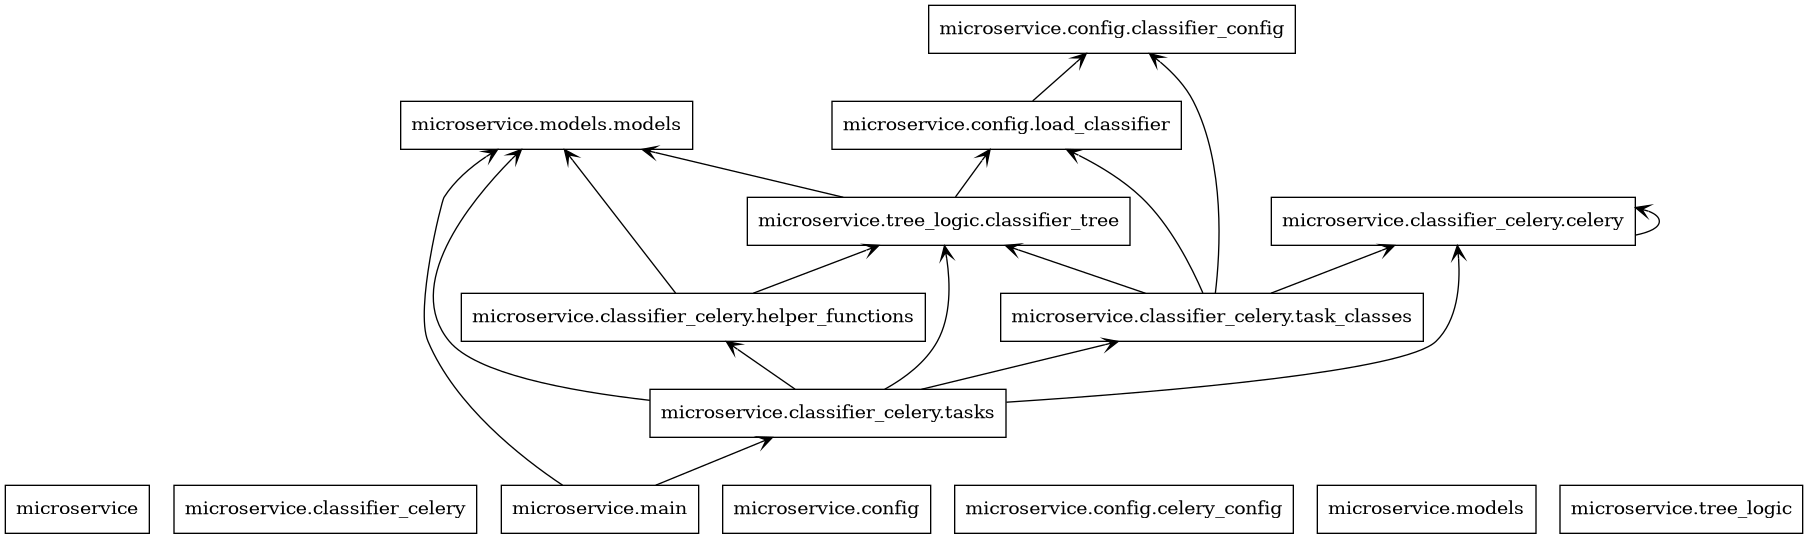 microservice.config.classifier_config
microservice.models.models
microservice.config.load_classifier
microservice.tree_logic.classifier_tree
microservice.classifier_celery.celery
microservice.classifier_celery.helper_functions
microservice.classifier_celery.task_classes
microservice.classifier_celery.tasks
microservice
microservice.classifier_celery
microservice.main
microservice.config
microservice.config.celery_config
microservice.models
microservice.tree_logic